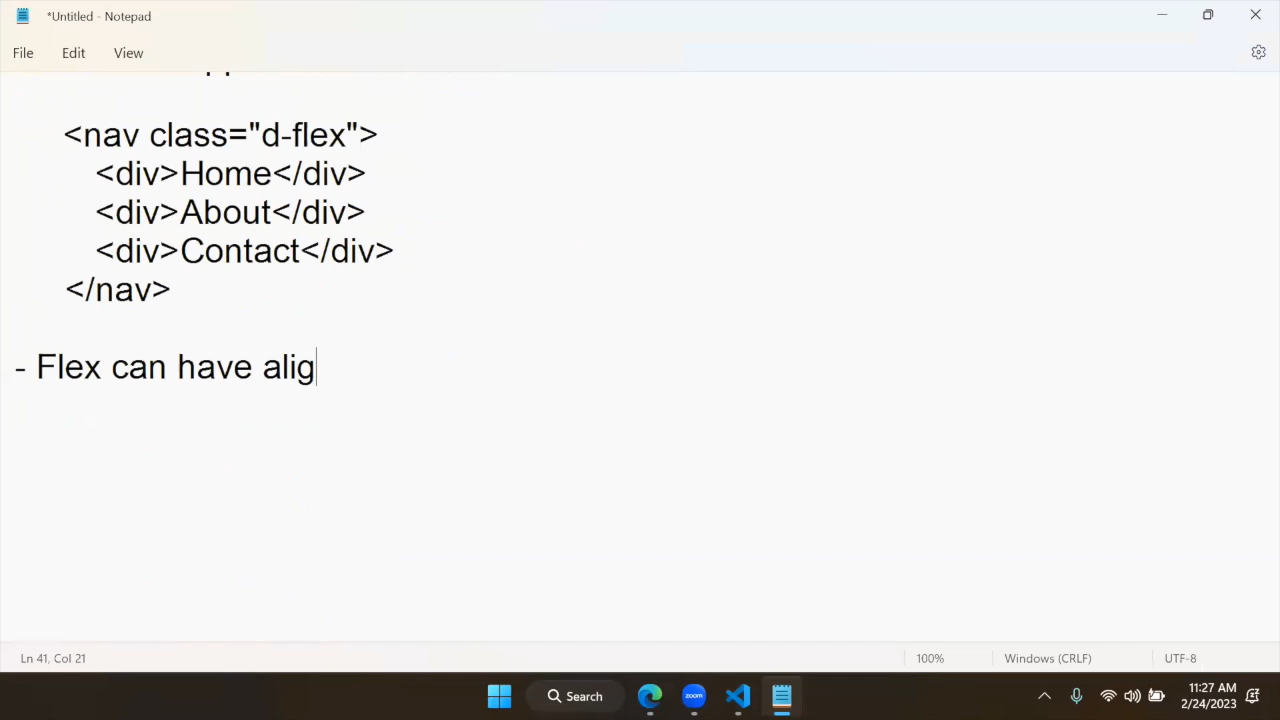 *Untitled - Notepad
File Edit View
<nav class="d-flex">
<div>Home</div>
<div>About</div>
<div>Contact</div>
</nav>
- Flex can have alig
Ln 41, Col 21 100% Windows (CRLF) UTF-8
Search zoom 11:27 AM
2/24/2023